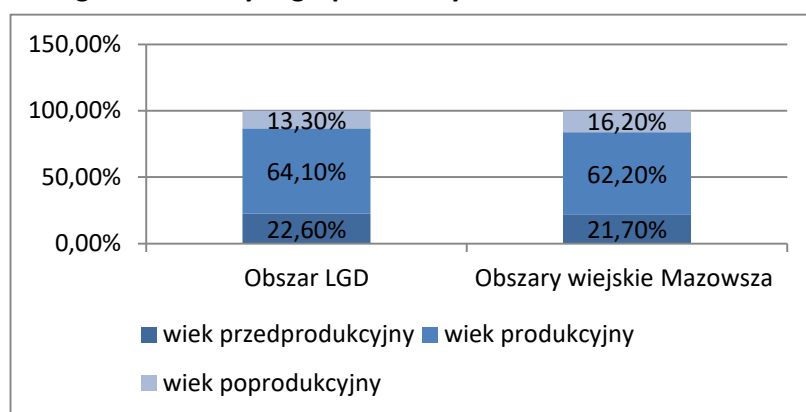 150,00%
100,00%
50,00%
0,00%
13,30%
16,20%
64,10%
62,20%
22,60%
21,70%
Obszar LGD
Obszary wiejskie Mazowsza
wiek przedprodukcyjny
wiek produkcyjny
wiek poprodukcyjny